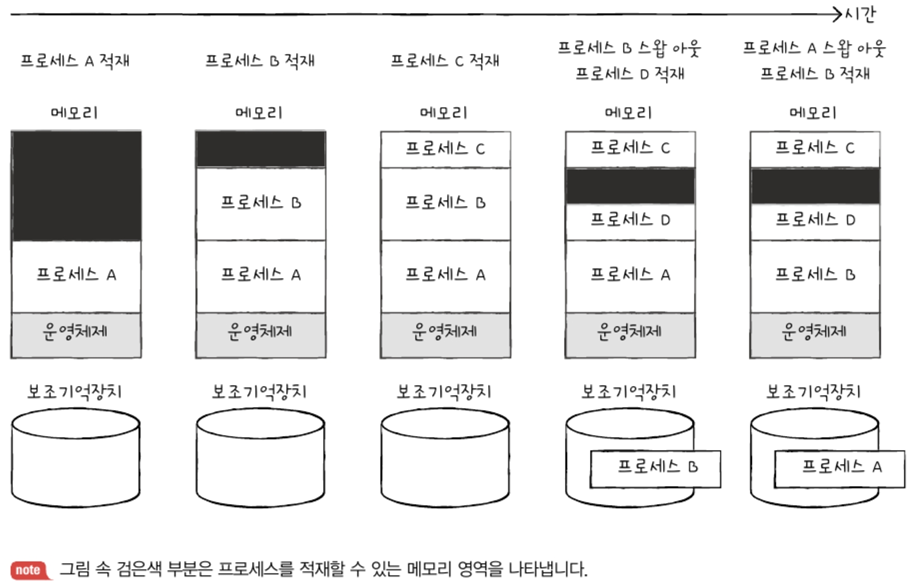 시간
프로세스 A 적재
프로세스 B 적재
프로세스 C 적재
프로세스 B 스왑 아웃
프로세스 D 적재
프로세스 A 스왑 아웃
프로세스 B 적재
메모리
메모리
메모리
메모리
메모리
프로세스 A
운영체제
프로세스 B
프로세스 A
운영체제
프로세스 C
프로세스 B
프로세스 A
운영체제
프로세스 C
프로세스 D
프로세스 A
운영체제
프로세스 C
프로세스 D
프로세스 B
운영체제
보조기억장치
보조기억장치
보조기억장치
보조기억장치
보조기억장치
프로세스 B
프로세스 A
note 그림 속 검은색 부분은 프로세스를 적재할 수 있는 메모리 영역을 나타냅니다.